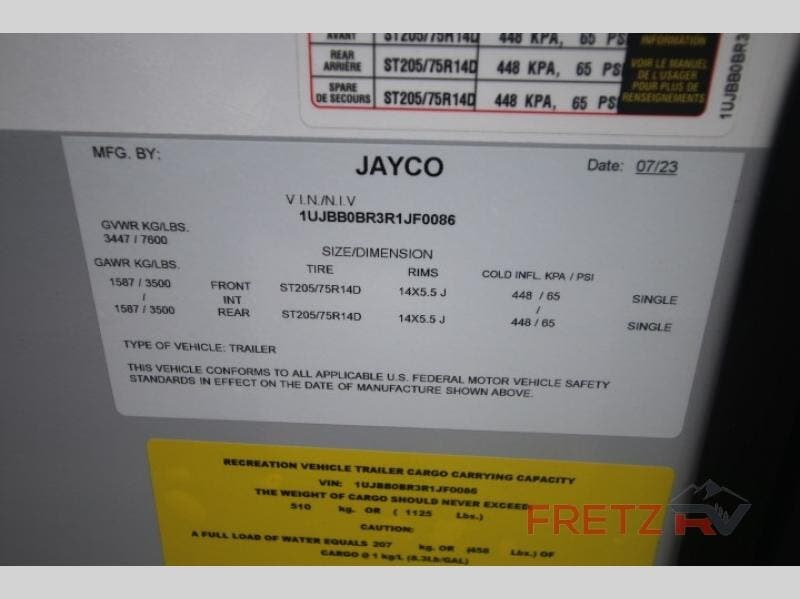 AVANT ST205/75R14D 448 KPA, 65 PSI
INFORMATION
REAR
ARRIÈRE ST205/75R14D 448 KPA, 65 PSI
SPARE
DE SECOURS ST205/75R14D 448 KPA, 65 PSI
VOIR LE MANUEL
DE L'USAGER
POUR PLUS DE
RENSEIGNEMENTS
1UJBB0BR3
MFG. BY: JAYCO Date: 07/23
V.I.N./N.I.V
1UJBB0BR3R1JF0086
GVWR KG/LBS.
3447 / 7600
SIZE/DIMENSION
GAWR KG/LBS. TIRE RIMS COLD INFL. KPA / PSI
1587 / 3500 FRONT ST205/75R14D 14X5.5 J 448 / 65 SINGLE
/ INT /
1587 / 3500 REAR ST205/75R14D 14X5.5 J 448 / 65 SINGLE
TYPE OF VEHICLE: TRAILER
THIS VEHICLE CONFORMS TO ALL APPLICABLE U.S. FEDERAL MOTOR VEHICLE SAFETY
STANDARDS IN EFFECT ON THE DATE OF MANUFACTURE SHOWN ABOVE.
RECREATION VEHICLE TRAILER CARGO CARRYING CAPACITY
VIN: 1UJBB0BR3R1JF0086
THE WEIGHT OF CARGO SHOULD NEVER EXCEED
510 kg. OR ( 1125 Lbs.)
CAUTION:
A FULL LOAD OF WATER EQUALS 207 kg. OR (458 Lbs.) OF
CARGO @ 1 kg/L (8.3Lb/GAL)
FRETZ RV